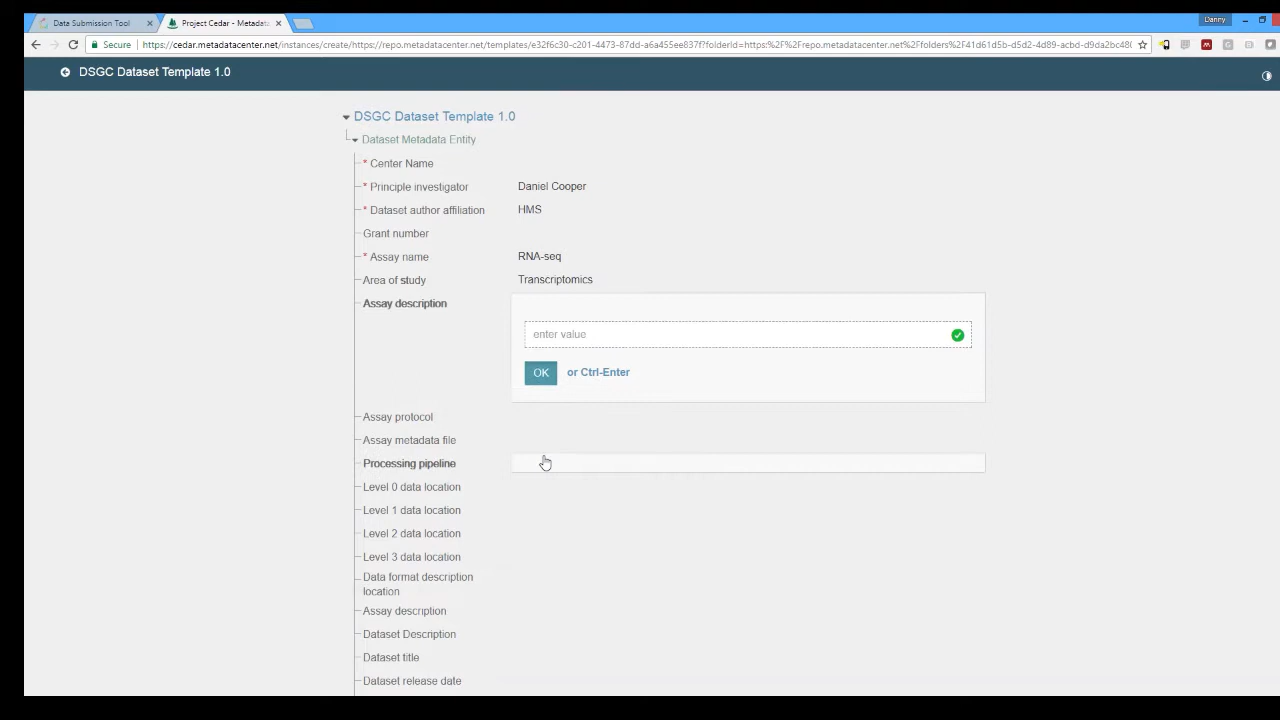 Data Submission Tool
Project Cedar - Metadata
Danny
Secure
https://cedar.metadatacenter.net/instances/create/https://repo.metadatacenter.net/templates/e32f6c30-c201-4473-87dd-a6a455ee837f?folderId=https:%2F%2Frepo.metadatacenter.net%2Ffolders%2F41d61d5b-d5d2-4d89-acbd-d9da2bc480
DSGC Dataset Template 1.0
DSGC Dataset Template 1.0
Dataset Metadata Entity
* Center Name
* Principle investigator Daniel Cooper
* Dataset author affiliation HMS
Grant number
* Assay name RNA-seq
Area of study Transcriptomics
Assay description
enter value
OK or Ctrl-Enter
Assay protocol
Assay metadata file
Processing pipeline
Level 0 data location
Level 1 data location
Level 2 data location
Level 3 data location
Data format description
location
Assay description
Dataset Description
Dataset title
Dataset release date